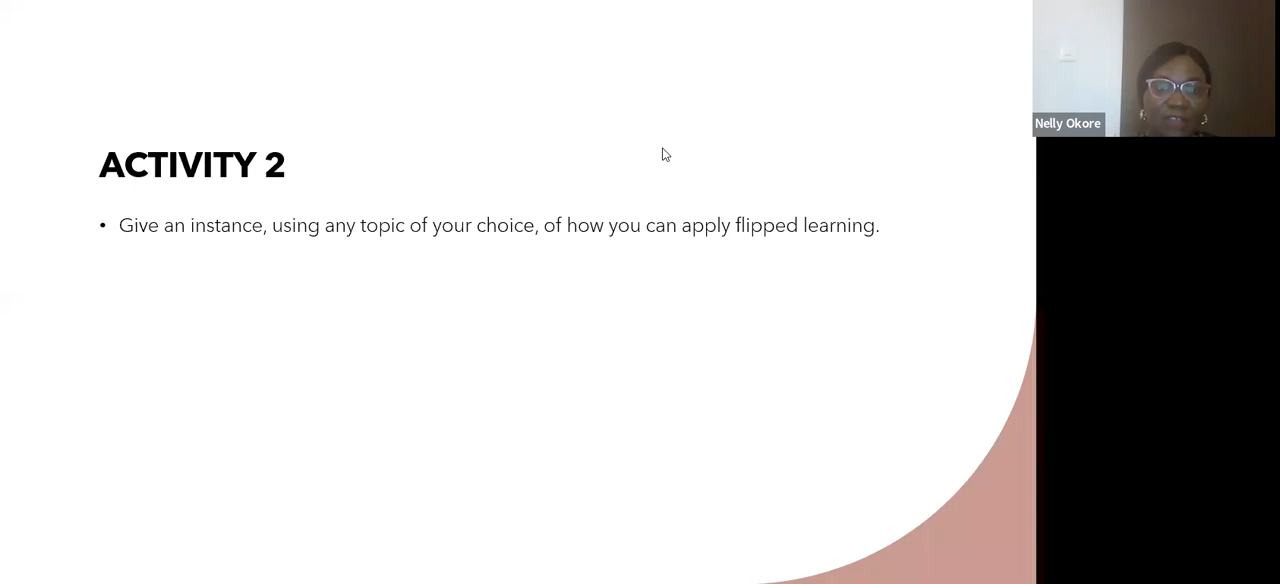 Nelly Okore
ACTIVITY 2
• Give an instance, using any topic of your choice, of how you can apply flipped learning.